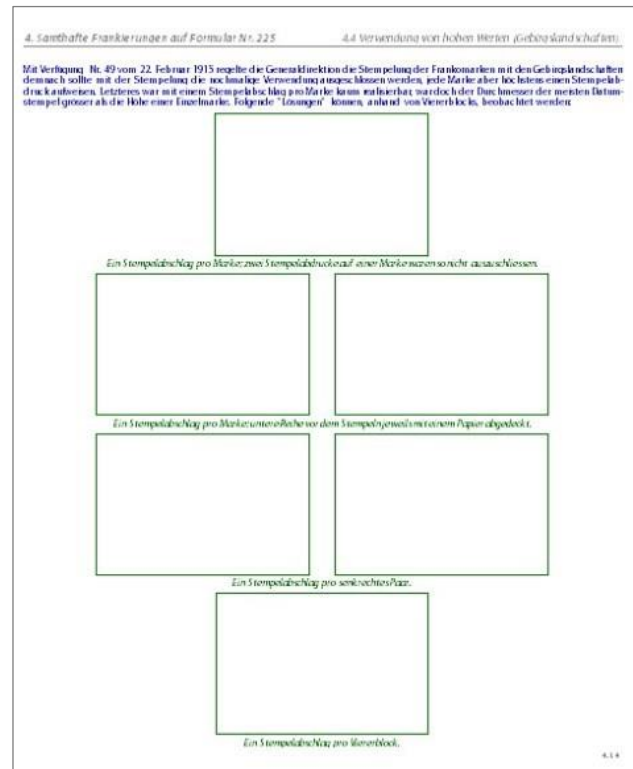 4. Samthafte Frankierungen auf Formular Nr. 225
4.4 Verwendung von hohen Werten (Gebirgslandschaften)
Mit Verfügung Nr. 49 vom 22. Februar 1915 regelte die Generaldirektion die Stempelung der Frankomarken mit den Gebirgslandschaften
demnach sollte mit der Stempelung die nochmalige Verwendung ausgeschlossen werden, jede Marke aber höchstens einen Stempelab-
druck aufweisen. Letzteres war mit einem Stempelabschlag pro Marke kaum realisierbar, war doch der Durchmesser der meisten Datum-
stempel grösser als die Höhe einer Einzelmarke. Folgende "Lösungen" können, anhand von Viererblocks, beobachtet werden:
Ein Stempelabschlag pro Marke: zwei Stempelabdrucke auf einer Marke waren so nicht auszuschliessen.
Ein Stempelabschlag pro Marke: untere Reihe vor dem Stempeln jeweils mit einem Papier abgedeckt.
Ein Stempelabschlag pro senkrechtes Paar.
Ein Stempelabschlag pro Viererblock.
4.1 4